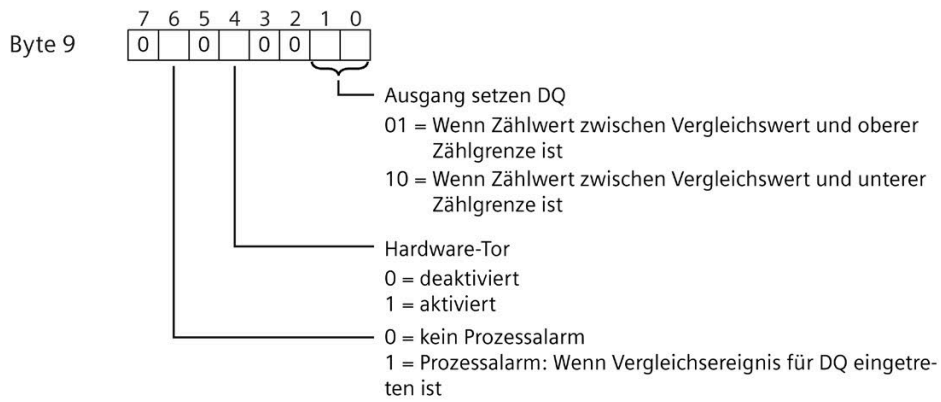 7 6 5 4 3 2 1 0
Byte 9 0 0 0 0
Ausgang setzen DQ
01 = Wenn Zählwert zwischen Vergleichswert und oberer
Zählgrenze ist
10 = Wenn Zählwert zwischen Vergleichswert und unterer
Zählgrenze ist
Hardware-Tor
0 = deaktiviert
1 = aktiviert
0 = kein Prozessalarm
1 = Prozessalarm: Wenn Vergleichsereignis für DQ eingetre-
ten ist